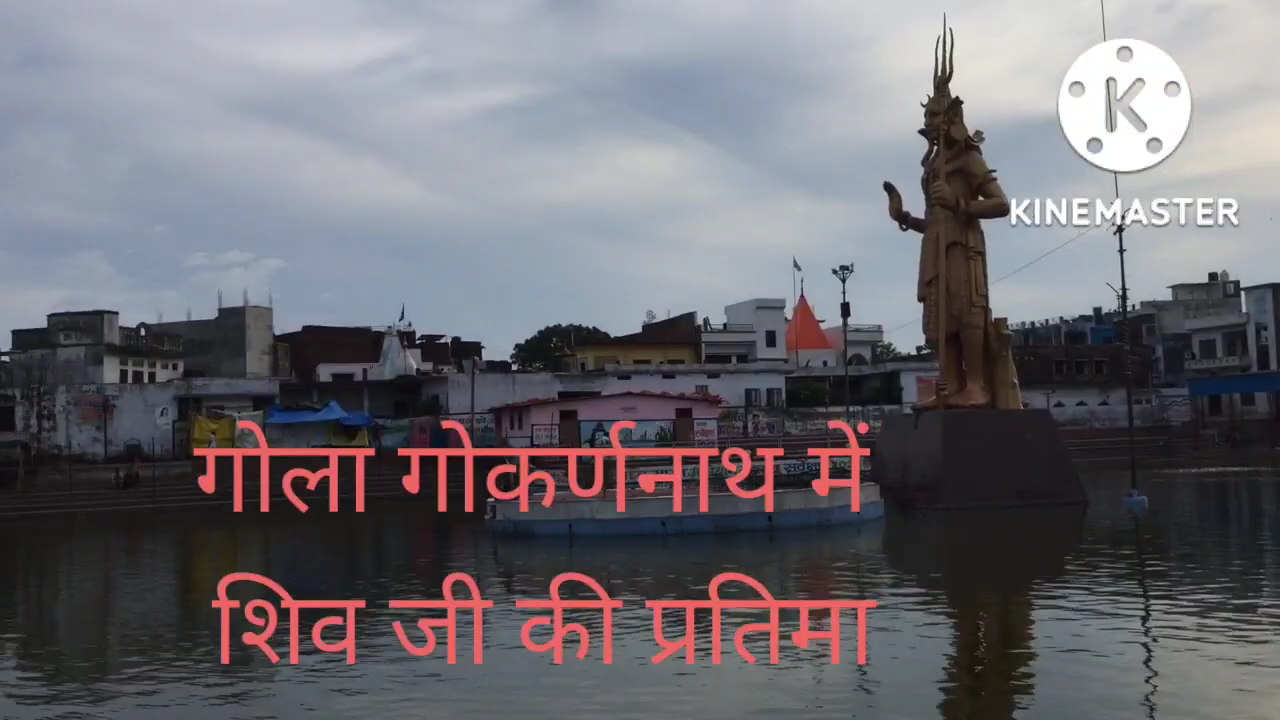 K
KINEMASTER
गोला गोकर्णनाथ में
शिव जी की प्रतिमा